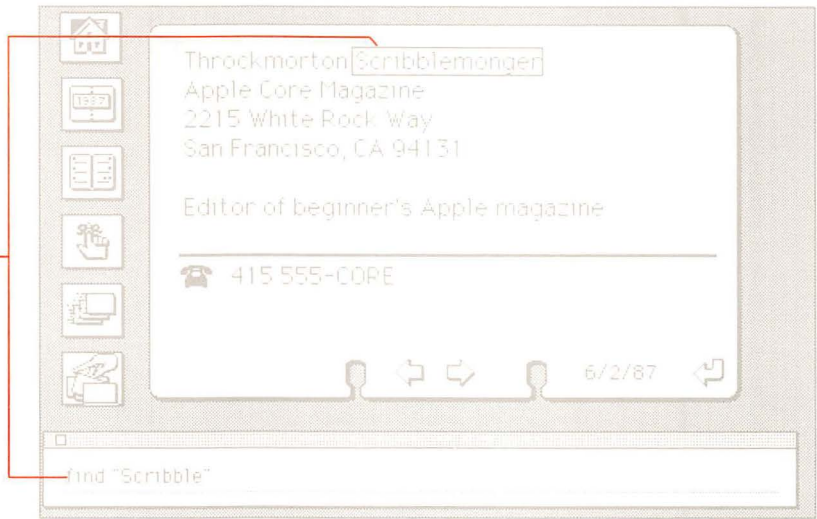 1987
Throckmorton Scribblemonger
Apple Core Magazine
2215 White Rock Way
San Francisco, CA 94131
Editor of beginner's Apple magazine
415 555-CORE
6/2/87
find "Scribble"